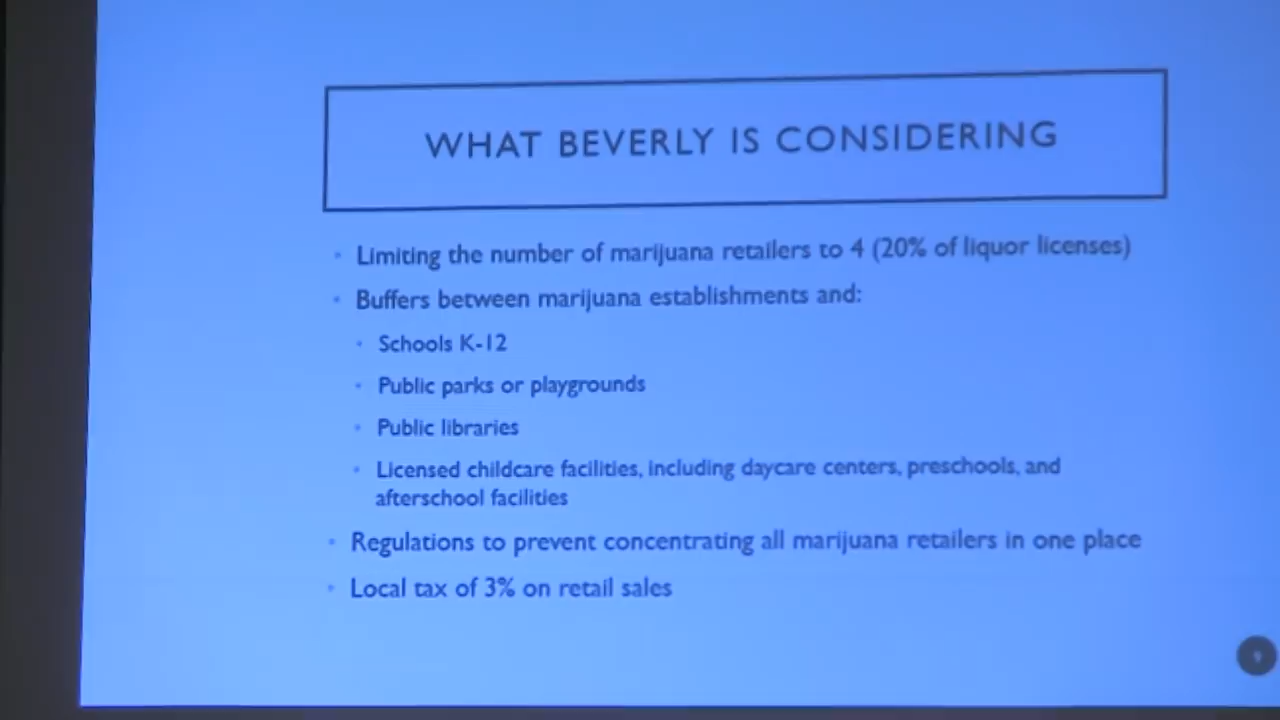 WHAT BEVERLY IS CONSIDERING
Limiting the number of marijuana retailers to 4 (20% of liquor licenses)
Buffers between marijuana establishments and:
Schools K-12
Public parks or playgrounds
Public libraries
Licensed childcare facilities, including daycare centers, preschools, and
afterschool facilities
Regulations to prevent concentrating all marijuana retailers in one place
Local tax of 3% on retail sales